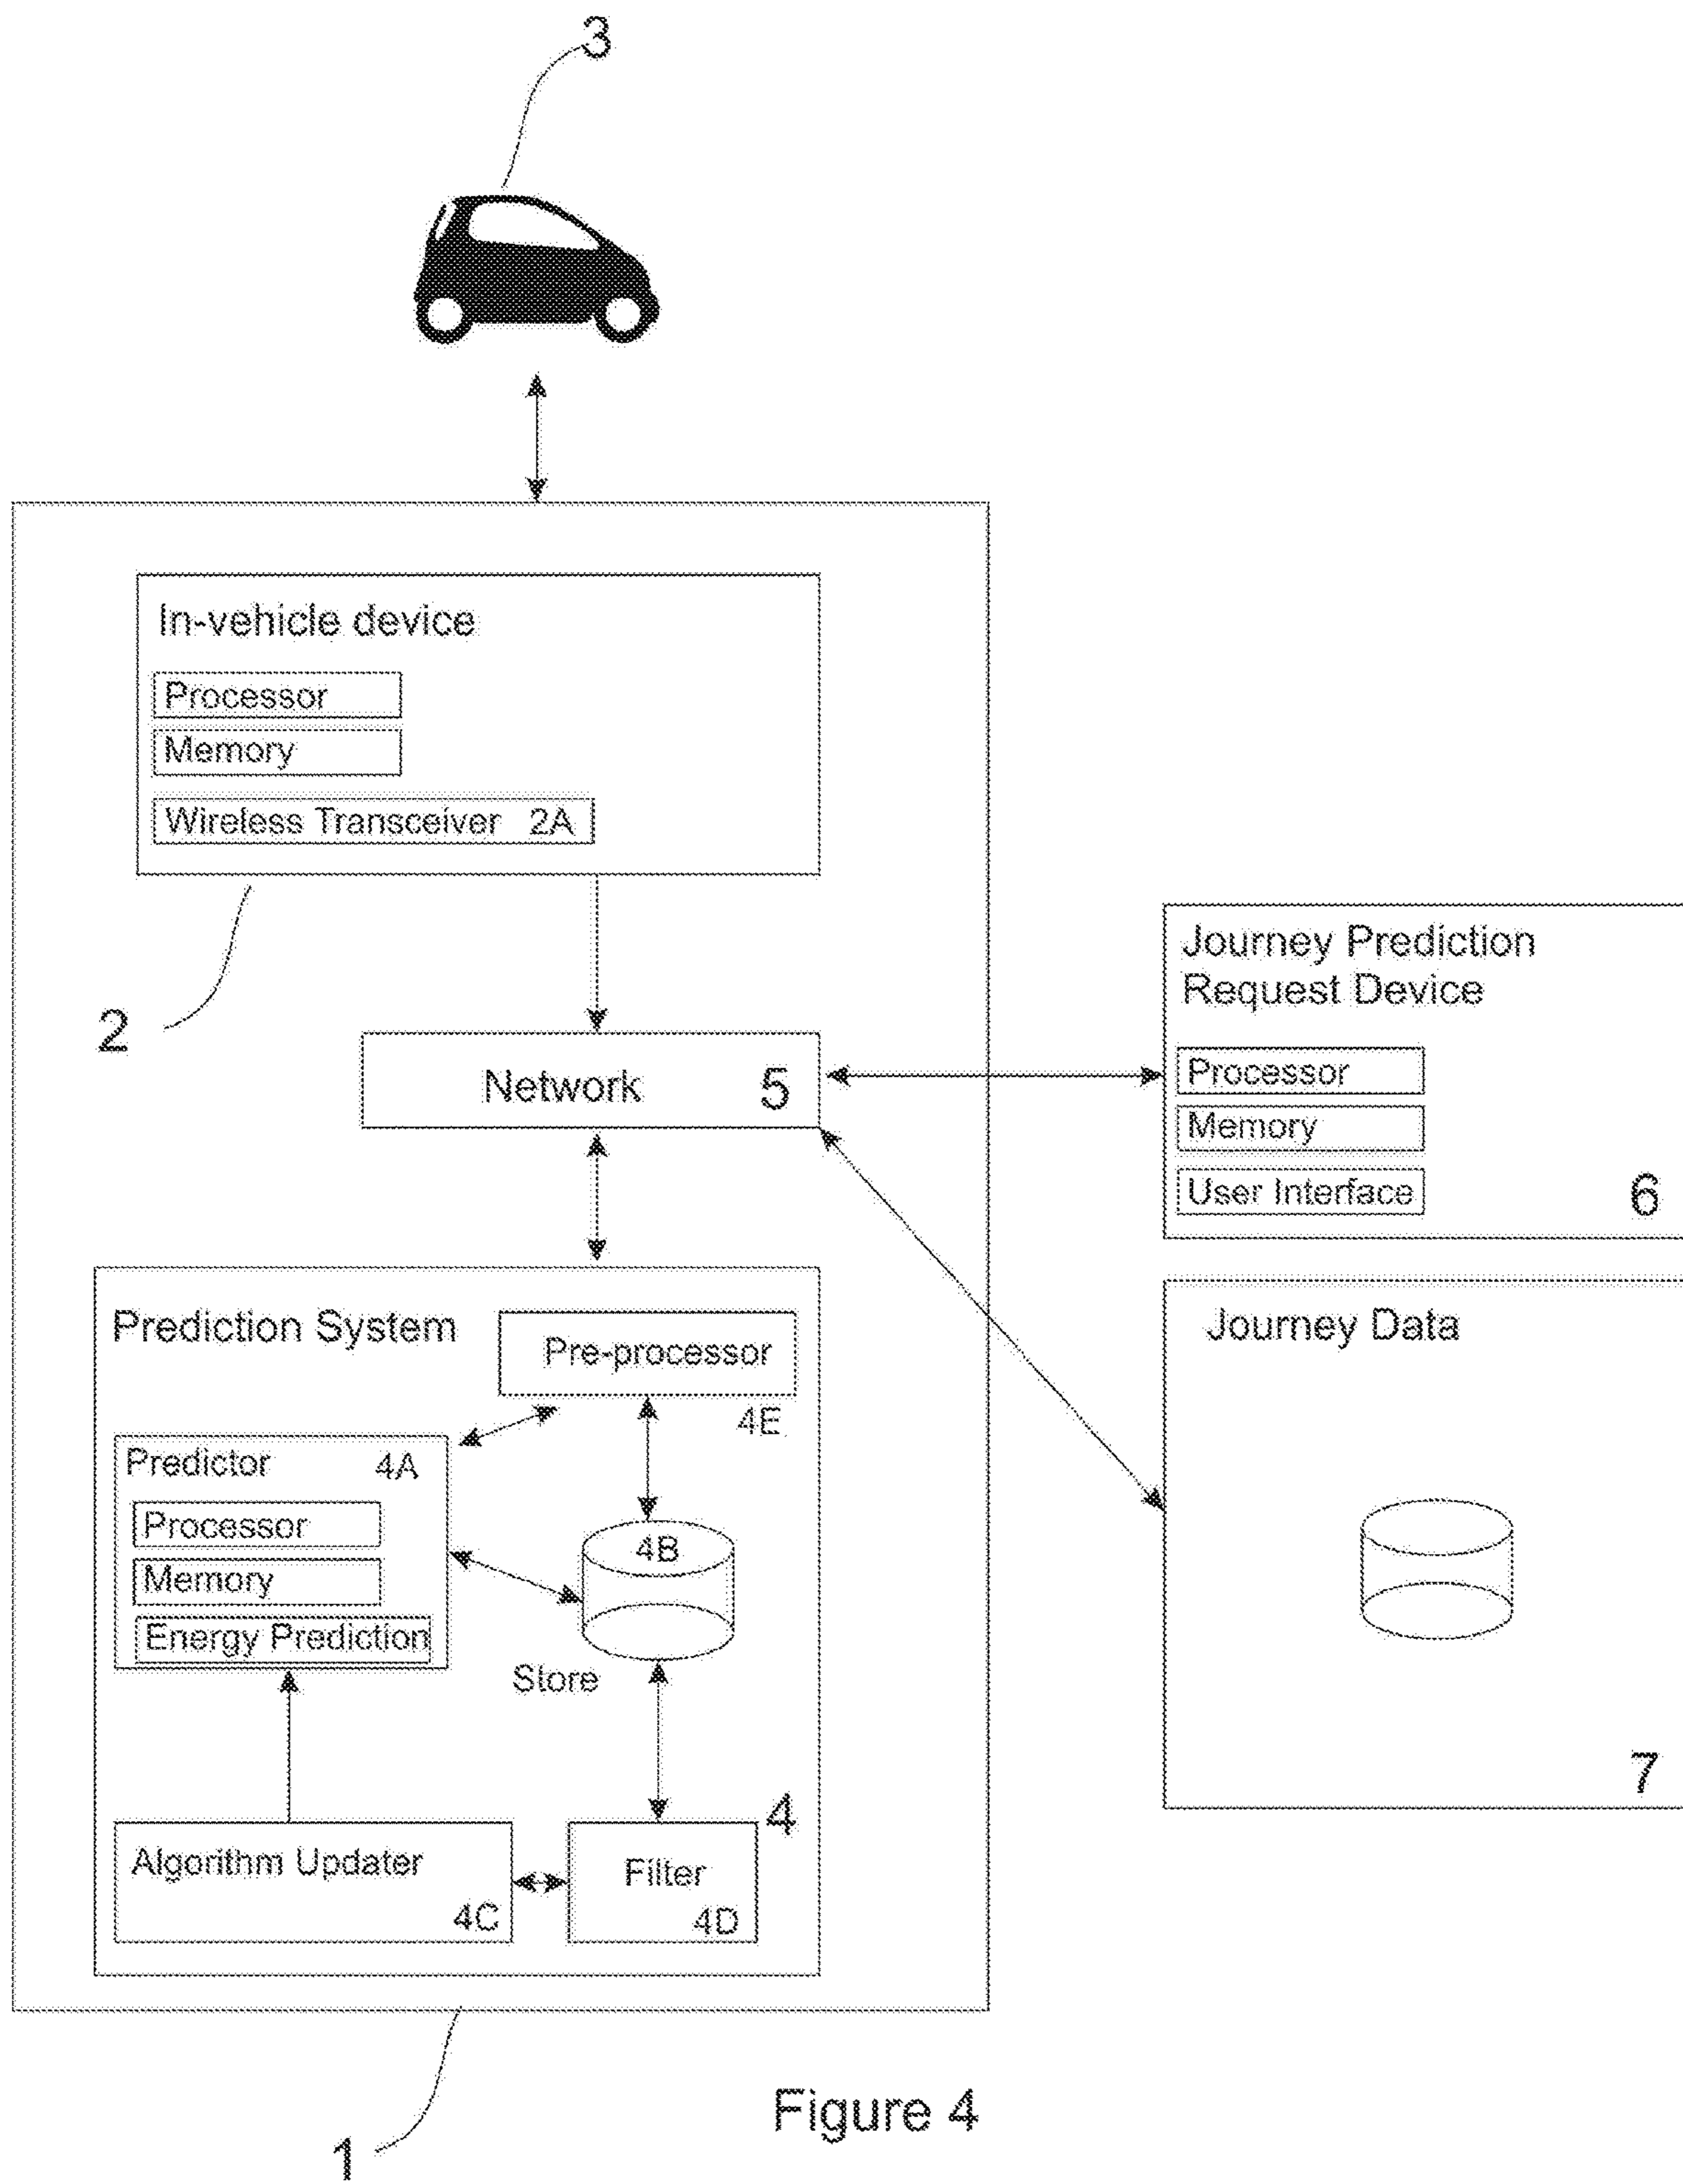 3
In-vehicle device
Processor
Memory
Wireless Transceiver 2A
2
Network 5
Journey Prediction
Request Device
Processor
Memory
User Interface
6
Prediction System
Pre-processor
4E
Predictor 4A
Processor
Memory
Energy Prediction
4B
Store
4
Algorithm Updater
4C
Filter
4D
Journey Data
7
1
Figure 4